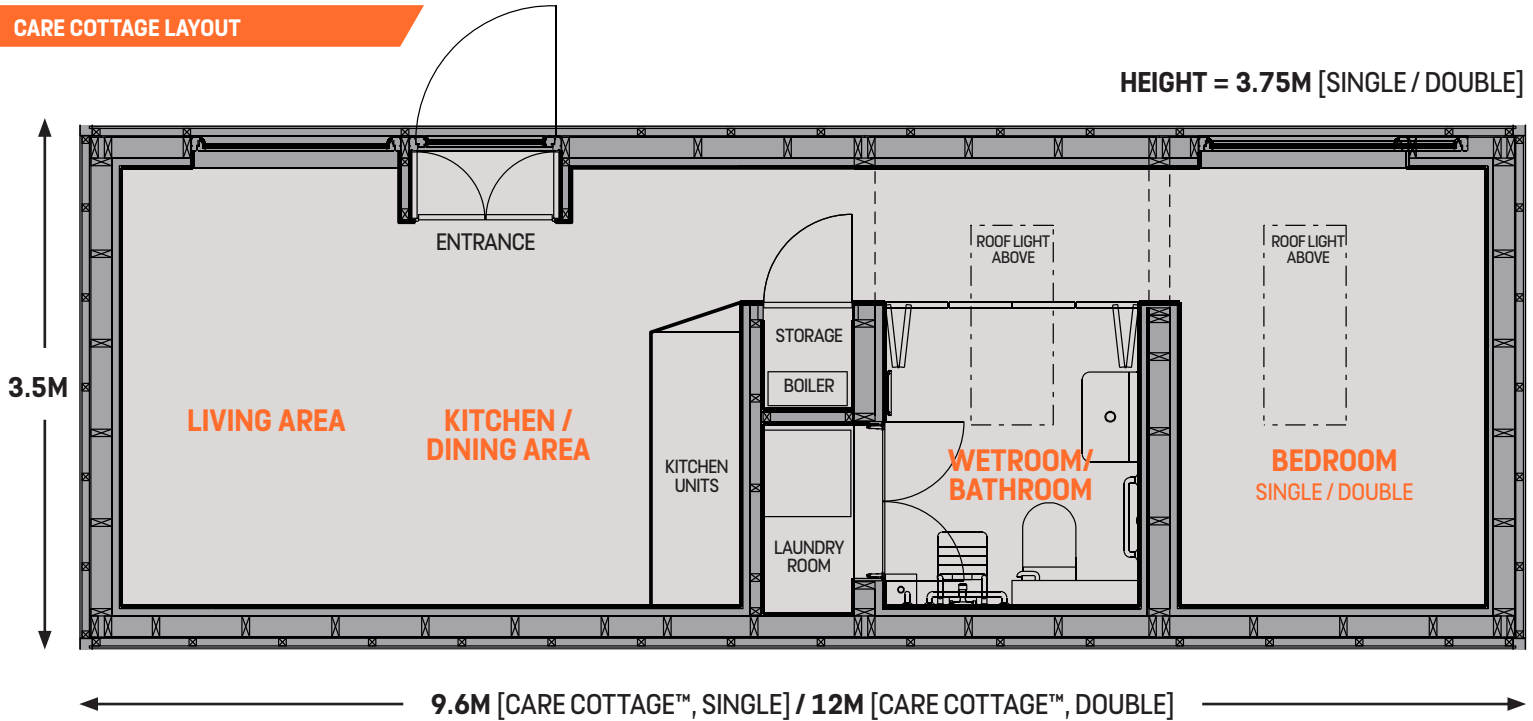 CARE COTTAGE LAYOUT
HEIGHT = 3.75M [SINGLE / DOUBLE]
ENTRANCE
ROOF LIGHT
ABOVE
ROOF LIGHT
ABOVE
STORAGE
BOILER
3.5M
LIVING AREA
KITCHEN /
DINING AREA
KITCHEN
UNITS
WETROOM/
BATHROOM
BEDROOM
SINGLE / DOUBLE
LAUNDRY
ROOM
9.6M [CARE COTTAGE™, SINGLE] / 12M [CARE COTTAGE™, DOUBLE]